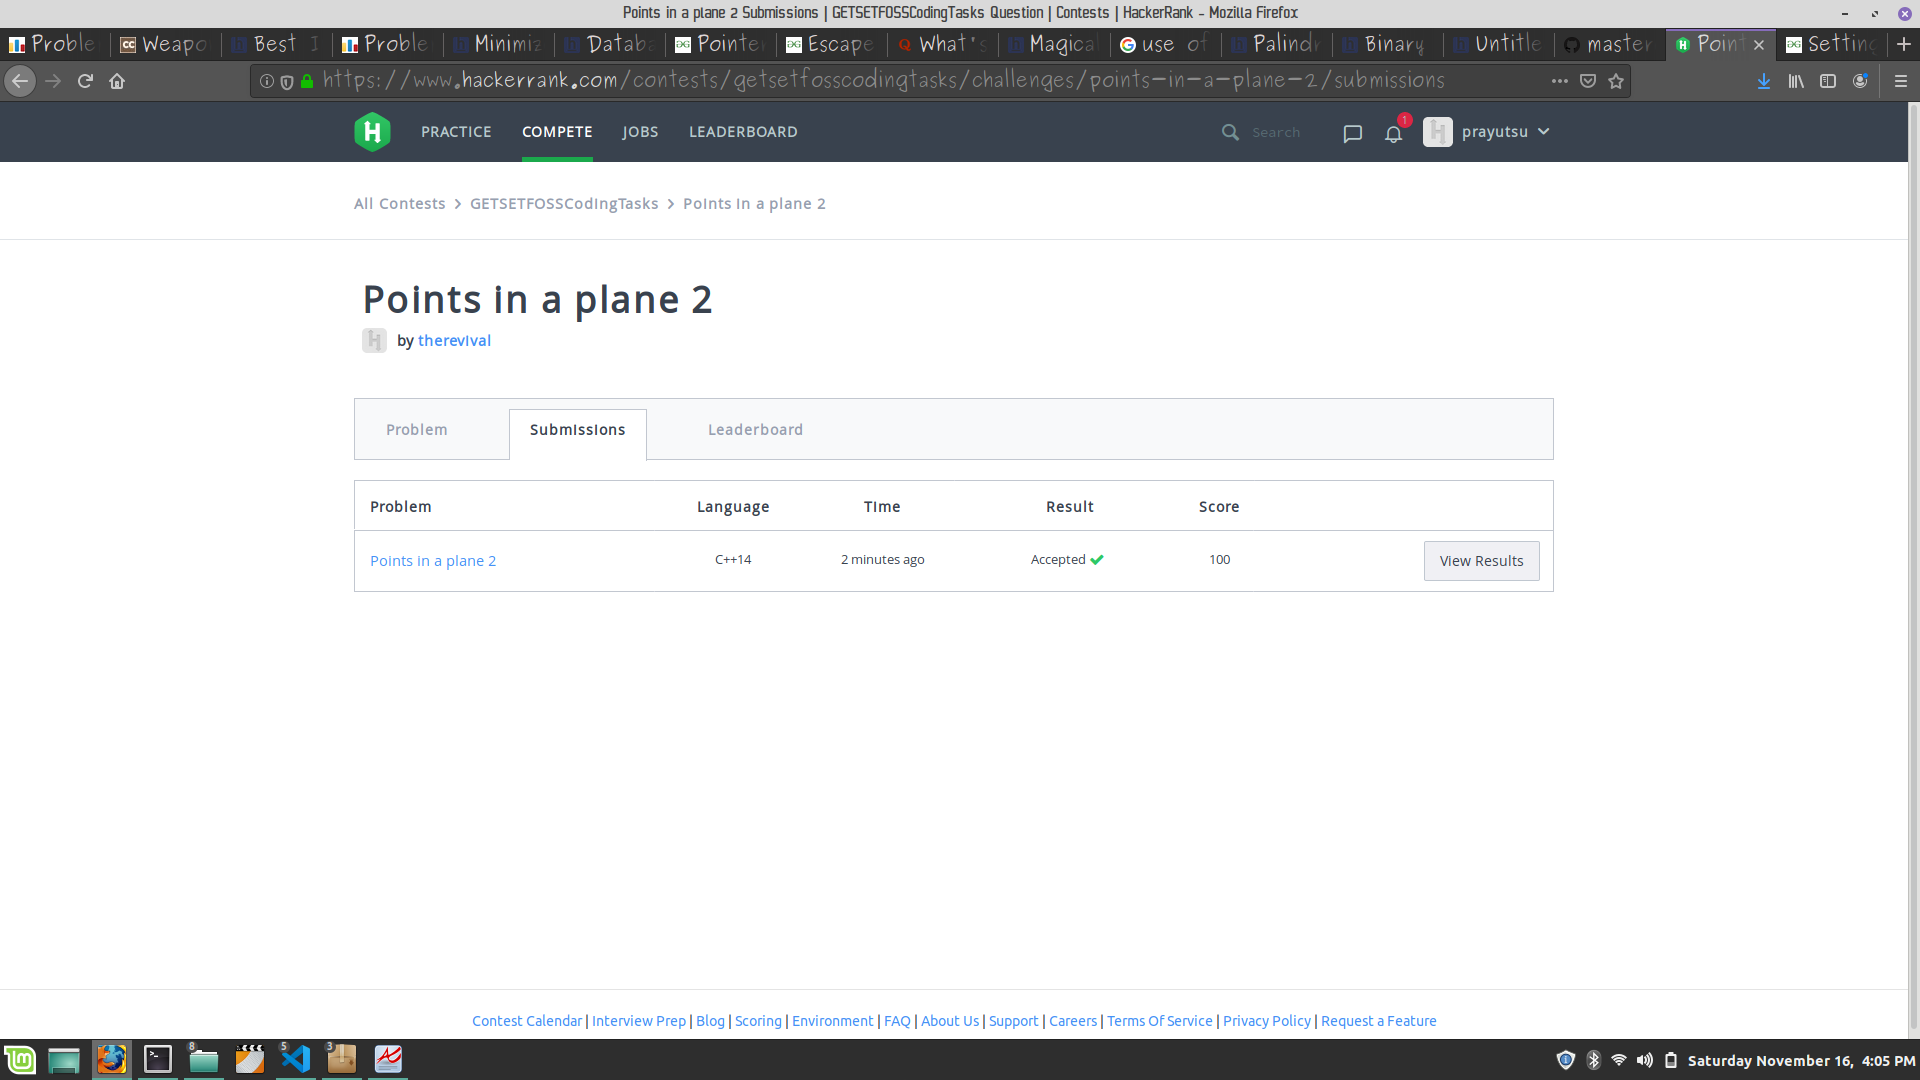 Points in a plane 2 Submissions | GETSETFOSSCodingTasks Question | Contests | HackerRank - Mozilla Firefox
Proble Weapo Best I Proble Minimiz Databa Pointer Escape What's Magical use of Palindr Binary Untitle master Point Setting
https://www.hackerrank.com/contests/getsetfosscodingtasks/challenges/points-in-a-plane-2/submissions
PRACTICE COMPETE JOBS LEADERBOARD Search 1 prayutsu
All Contests > GETSETFOSSCodingTasks > Points in a plane 2
Points in a plane 2
by therevival
Problem Submissions Leaderboard
Problem Language Time Result Score
Points in a plane 2 C++14 2 minutes ago Accepted 100 View Results
Contest Calendar | Interview Prep | Blog | Scoring | Environment | FAQ | About Us | Support | Careers | Terms Of Service | Privacy Policy | Request a Feature
8 5 3 Saturday November 16, 4:05 PM